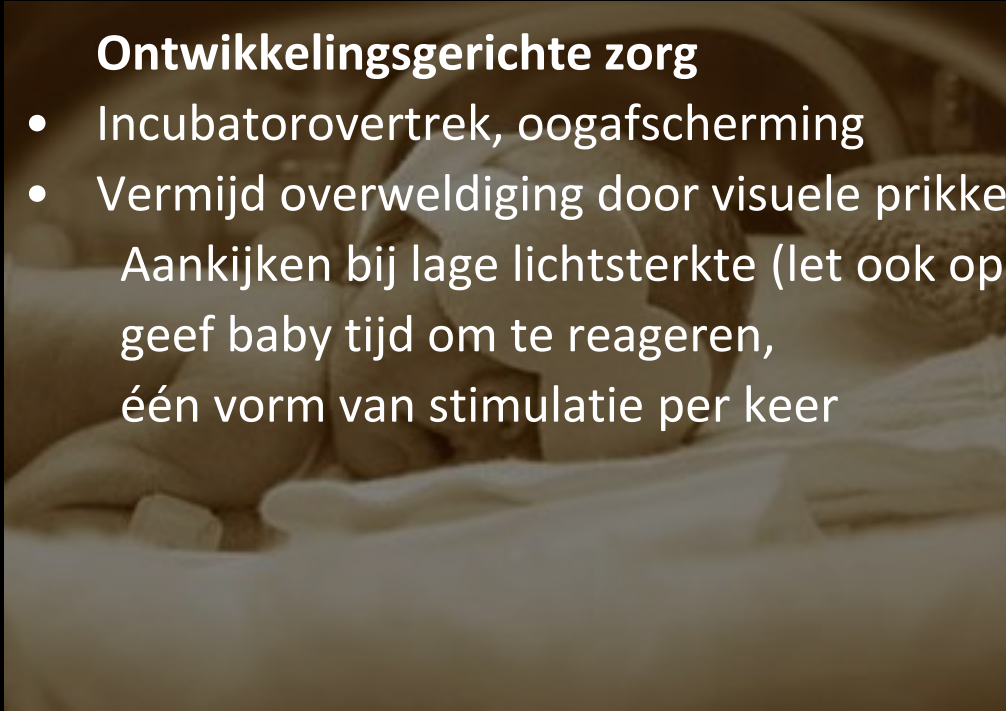 Ontwikkelingsgerichte zorg
• Incubatorovertrek, oogafscherming
• Vermijd overweldiging door visuele prikke
Aankijken bij lage lichtsterkte (let ook op
geef baby tijd om te reageren,
één vorm van stimulatie per keer